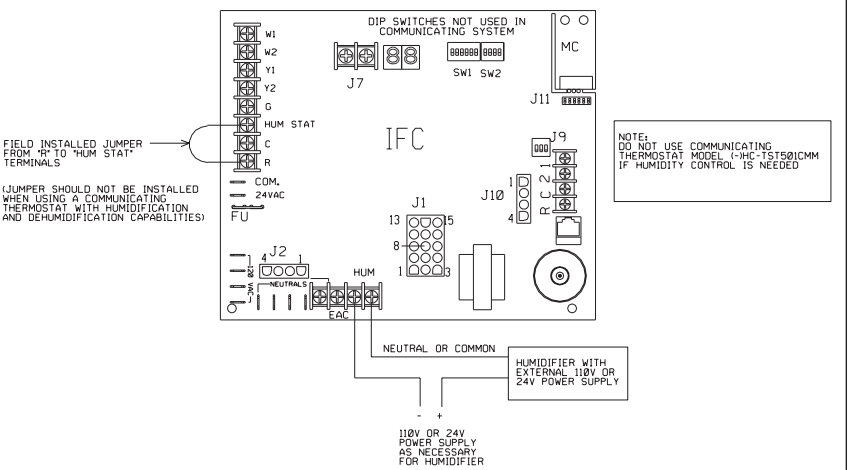 DIP SWITCHES NOT USED IN
COMMUNICATING SYSTEM
W1
W2
Y1
Y2
G
HUM STAT
C
R
J7
88
SW1 SW2
MC
J11
FIELD INSTALLED JUMPER
FROM "R" TO "HUM STAT"
TERMINALS
(JUMPER SHOULD NOT BE INSTALLED
WHEN USING A COMMUNICATING
THERMOSTAT WITH HUMIDIFICATION
AND DEHUMIDIFICATION CAPABILITIES)
COM.
24VAC
FU
IFC
J9
R C 2 1
J10
1
4
NOTE:
DO NOT USE COMMUNICATING
THERMOSTAT MODEL (-)HC-TST501CMM
IF HUMIDITY CONTROL IS NEEDED
J1
13 15
8
1 3
J2
4 1
120 VAC
NEUTRALS
HUM
EAC
NEUTRAL OR COMMON
HUMIDIFIER WITH
EXTERNAL 110V OR
24V POWER SUPPLY
- +
110V OR 24V
POWER SUPPLY
AS NECESSARY
FOR HUMIDIFIER